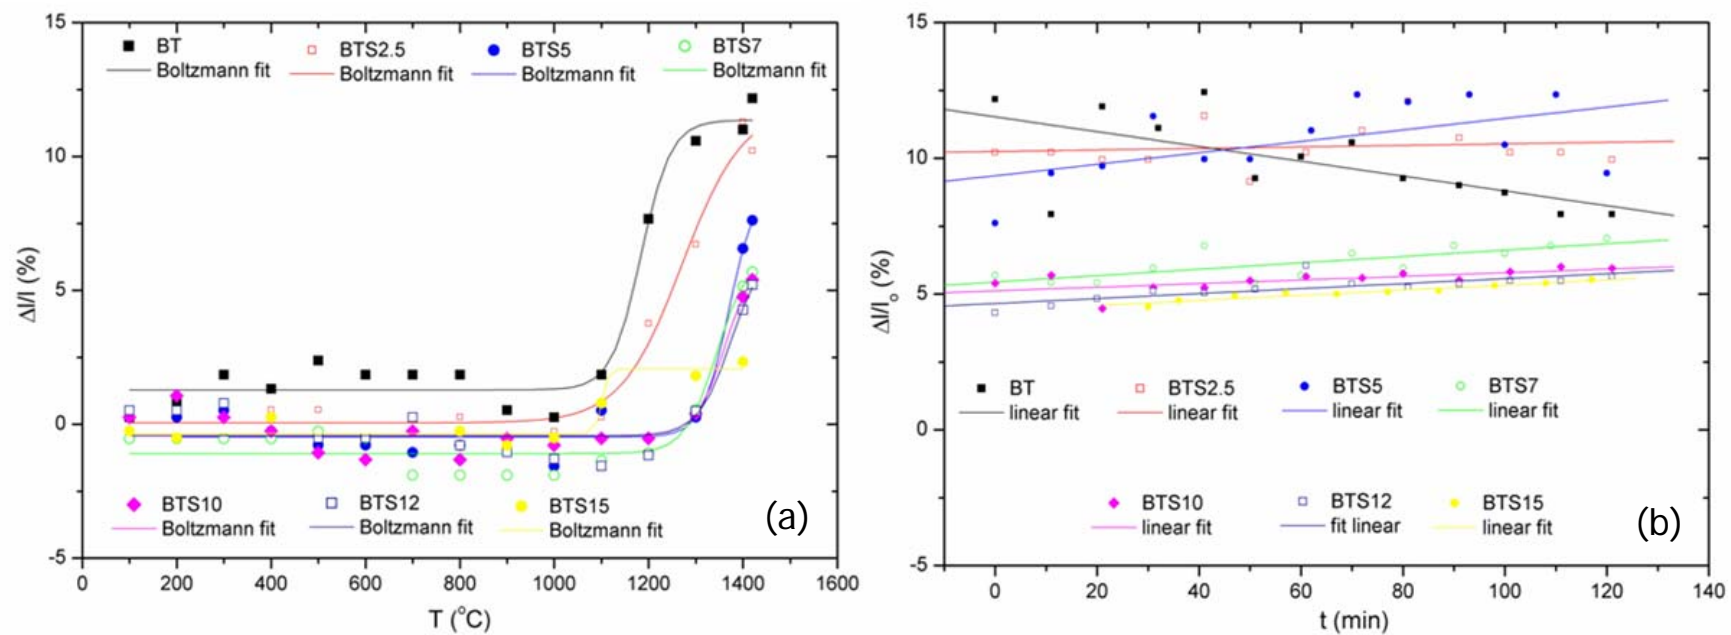 15
10
5
0
-5
Δl/l (%)
BT
Boltzmann fit
BTS2.5
Boltzmann fit
BTS5
Boltzmann fit
BTS7
Boltzmann fit
BTS10
Boltzmann fit
BTS12
Boltzmann fit
BTS15
Boltzmann fit
(a)
0 200 400 600 800 1000 1200 1400 1600
T (°C)
15
10
5
0
-5
Δl/lo (%)
BT
linear fit
BTS2.5
linear fit
BTS5
linear fit
BTS7
linear fit
BTS10
linear fit
BTS12
fit linear
BTS15
linear fit
(b)
0 20 40 60 80 100 120 140
t (min)